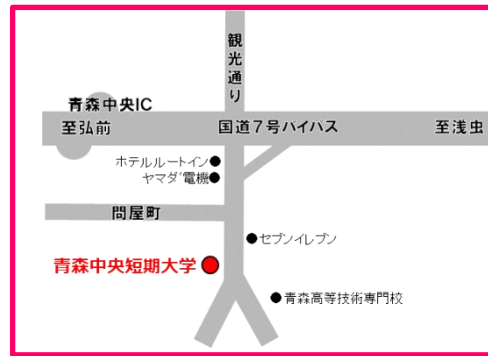 観光通り
青森中央IC
至弘前
国道7号バイパス
至浅虫
ホテルルートイン
ヤマダ電機
問屋町
セブンイレブン
青森中央短期大学
青森高等技術専門校